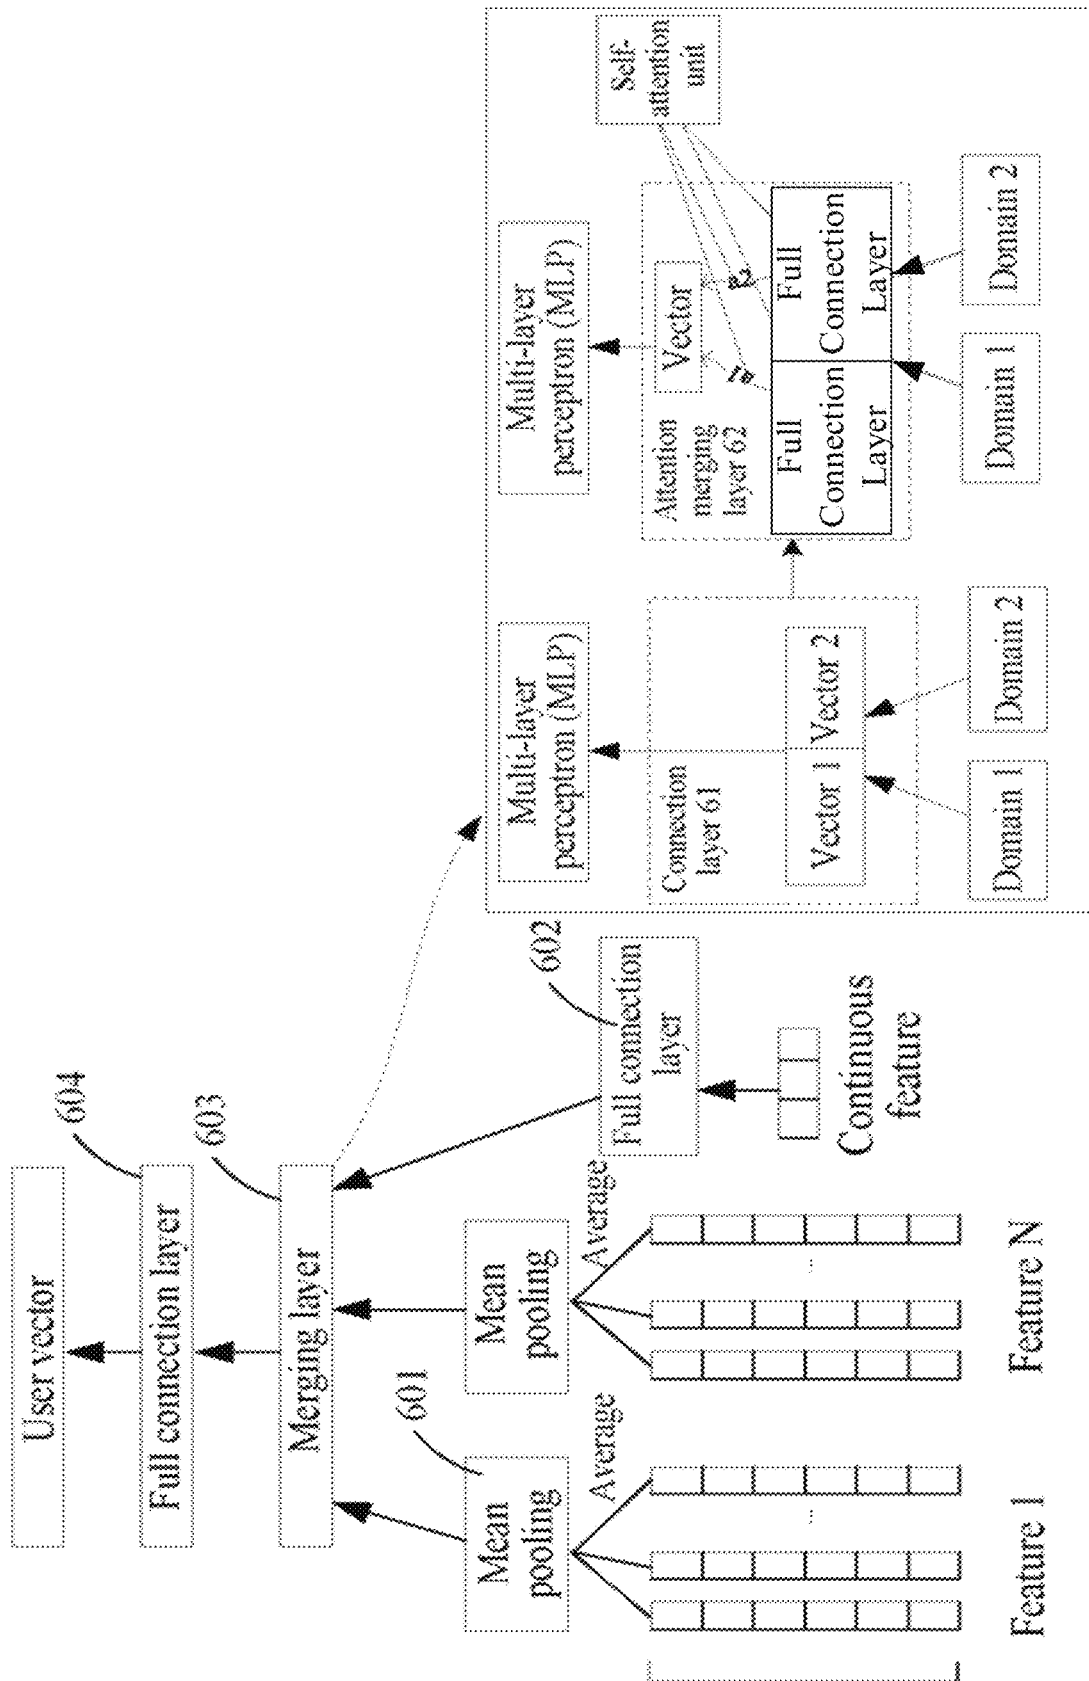 User vector
604
Full connection layer
603
Merging layer
601
Mean
pooling
Average
Mean
pooling
Average
602
Full connection
layer
...
...
Feature 1
Feature N
Continuous
feature
Multi-layer
perceptron (MLP)
Connection
layer 61
Vector 1
Vector 2
Domain 1
Domain 2
Multi-layer
perceptron (MLP)
Self-
attention
unit
Attention
merging
layer 62
Vector
a1
a2
Full
Connection
Layer
Full
Connection
Layer
Domain 1
Domain 2